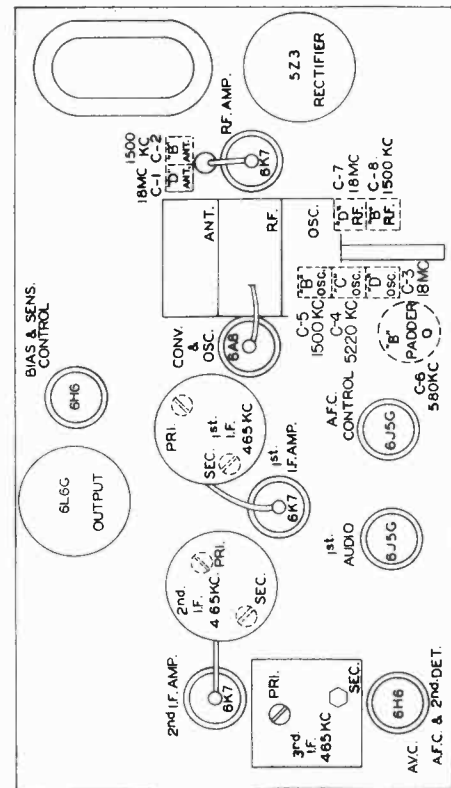 5Z3
RECTIFIER
R.F. AMP.
6K7
1500
KC
18MC
C-1 C-2
"D" "B"
ANT. ANT.
ANT.
R.F.
OSC.
C-7
18MC
C-8
1500 KC
"D"
R.F.
"B"
R.F.
"B"
OSC.
"C"
OSC.
"D"
OSC.
C-5
1500 KC
C-4
5220 KC
C-3
18MC
"B"
PADDER
C-6
580KC
CONV.
&
OSC.
6A8
BIAS & SENS.
CONTROL
6H6
6L6G
OUTPUT
PRI.
SEC.
1st.
I.F.
465 KC
1st.
I.F. AMP.
6K7
A.F.C.
CONTROL
6J5G
1st.
AUDIO
6J5G
2nd.
I.F.
465KC.
PRI.
SEC.
2nd I.F. AMP.
6K7
PRI.
SEC.
3rd.
I.F.
465KC
6H6
A.V.C.
A.F.C. & 2nd. DET.